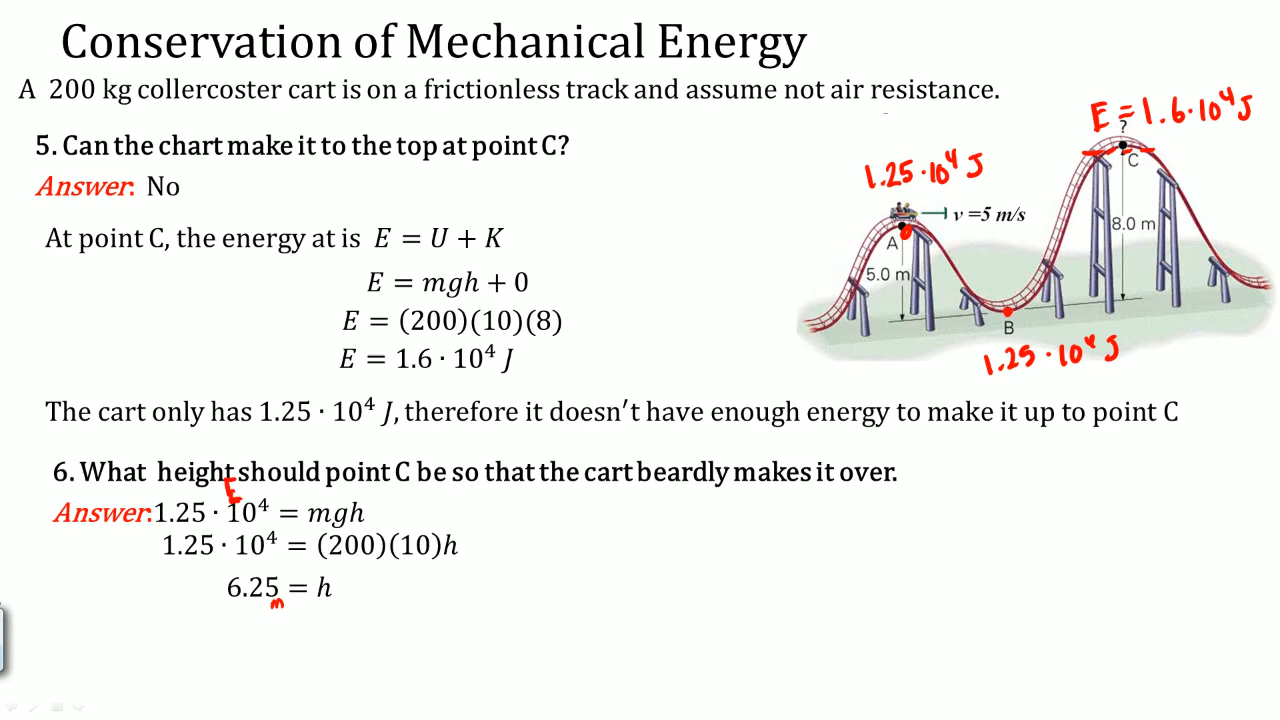 Conservation of Mechanical Energy
A 200 kg collercoster cart is on a frictionless track and assume not air resistance.
5. Can the chart make it to the top at point C?
Answer: No
At point C, the energy at is E = U + K
E = mgh + 0
E = (200)(10)(8)
E = 1.6 · 10⁴ J
The cart only has 1.25 · 10⁴ J, therefore it doesn't have enough energy to make it up to point C
6. What height should point C be so that the cart beardly makes it over.
E
Answer: 1.25 · 10⁴ = mgh
1.25 · 10⁴ = (200)(10)h
6.25 = h
m
E = 1.6·10⁴ J
?
C
1.25·10⁴ J
v =5 m/s
A
8.0 m
5.0 m
B
1.25·10⁴ J